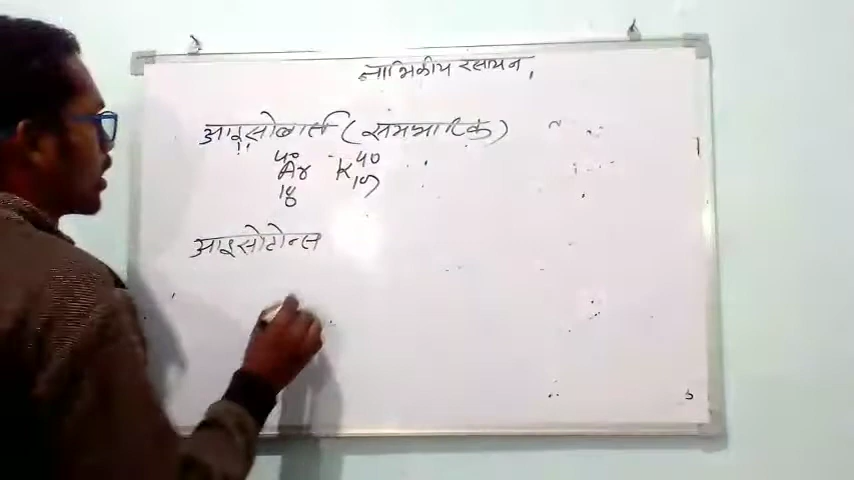 नाभिकीय रसायन,
आइसोबार्स (समभारिक)
40 40
Ar K
18 19
आइसोटोन्स